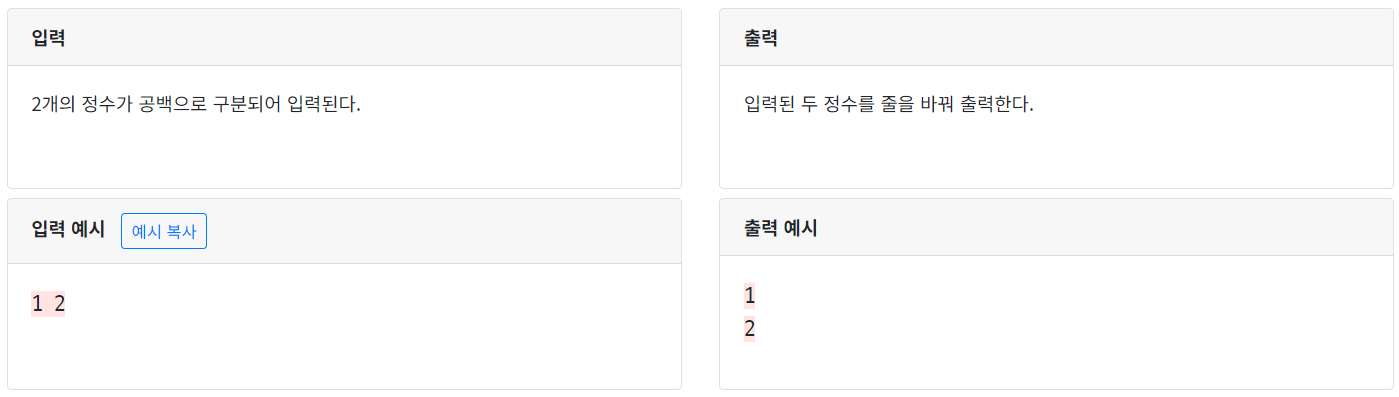 입력
2개의 정수가 공백으로 구분되어 입력된다.
출력
입력된 두 정수를 줄을 바꿔 출력한다.
입력 예시 예시 복사
1 2
출력 예시
1
2